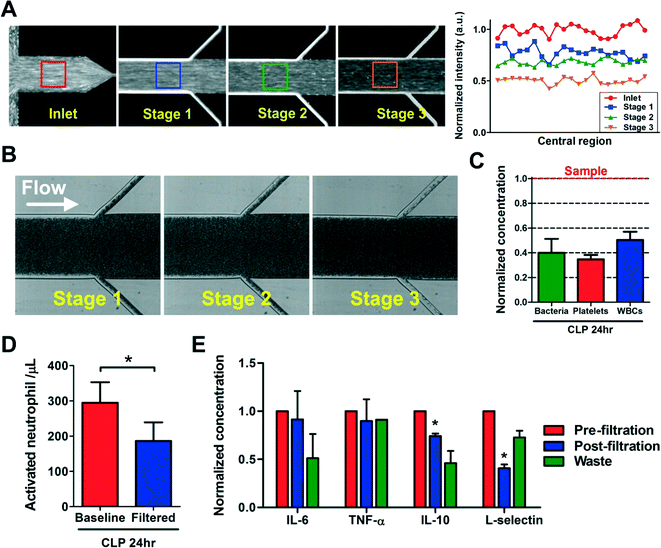 A
Inlet
Stage 1
Stage 2
Stage 3
Normalized intensity (a.u.)
1.0
0.5
0.0
Inlet
Stage 1
Stage 2
Stage 3
Central region
B
Flow
Stage 1
Stage 2
Stage 3
C
Normalized concentration
Sample
1.0
0.8
0.6
0.4
0.2
0.0
Bacteria Platelets WBCs
CLP 24hr
D
Activated neutrophil /μL
400
300
200
100
0
*
Baseline Filtered
CLP 24hr
E
Normalized concentration
1.5
1.0
0.5
0.0
*
*
IL-6 TNF-α IL-10 L-selectin
Pre-filtration
Post-filtration
Waste